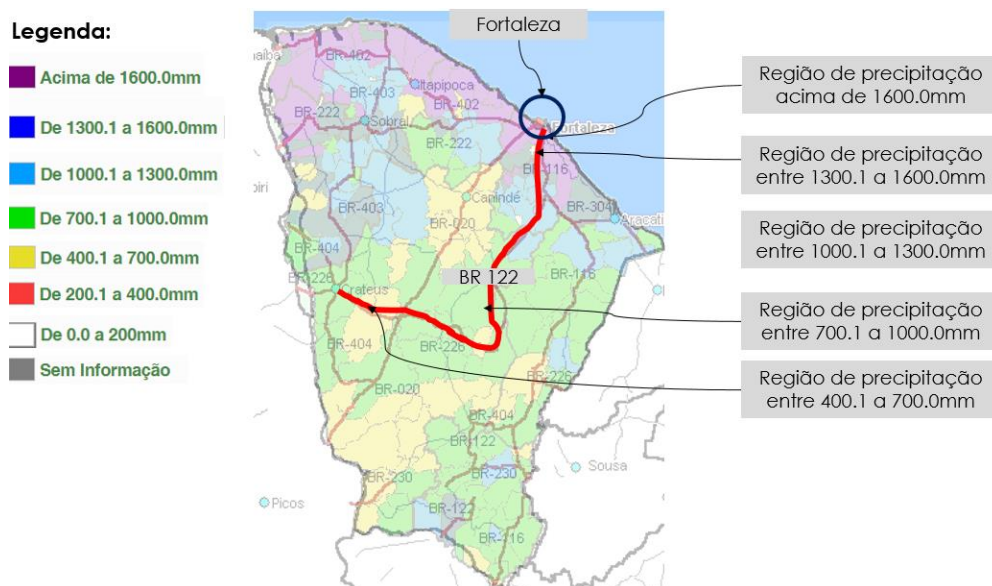 Legenda:
Acima de 1600.0mm
De 1300.1 a 1600.0mm
De 1000.1 a 1300.0mm
De 700.1 a 1000.0mm
De 400.1 a 700.0mm
De 200.1 a 400.0mm
De 0.0 a 200mm
Sem Informação
Fortaleza
Região de precipitação
acima de 1600.0mm
Região de precipitação
entre 1300.1 a 1600.0mm
Região de precipitação
entre 1000.1 a 1300.0mm
Região de precipitação
entre 700.1 a 1000.0mm
Região de precipitação
entre 400.1 a 700.0mm
BR-402
BR-403
Itapipoca
BR-402
BR-222
Sobral
Fortaleza
BR-222
BR-116
Canindé
BR-403
BR-020
BR-304
Aracati
BR-404
BR-226
BR 122
BR-116
Crateus
BR-404
BR-226
BR-020
BR-226
BR-404
BR-122
BR-230
Sousa
BR-230
Picos
BR-122
BR-116